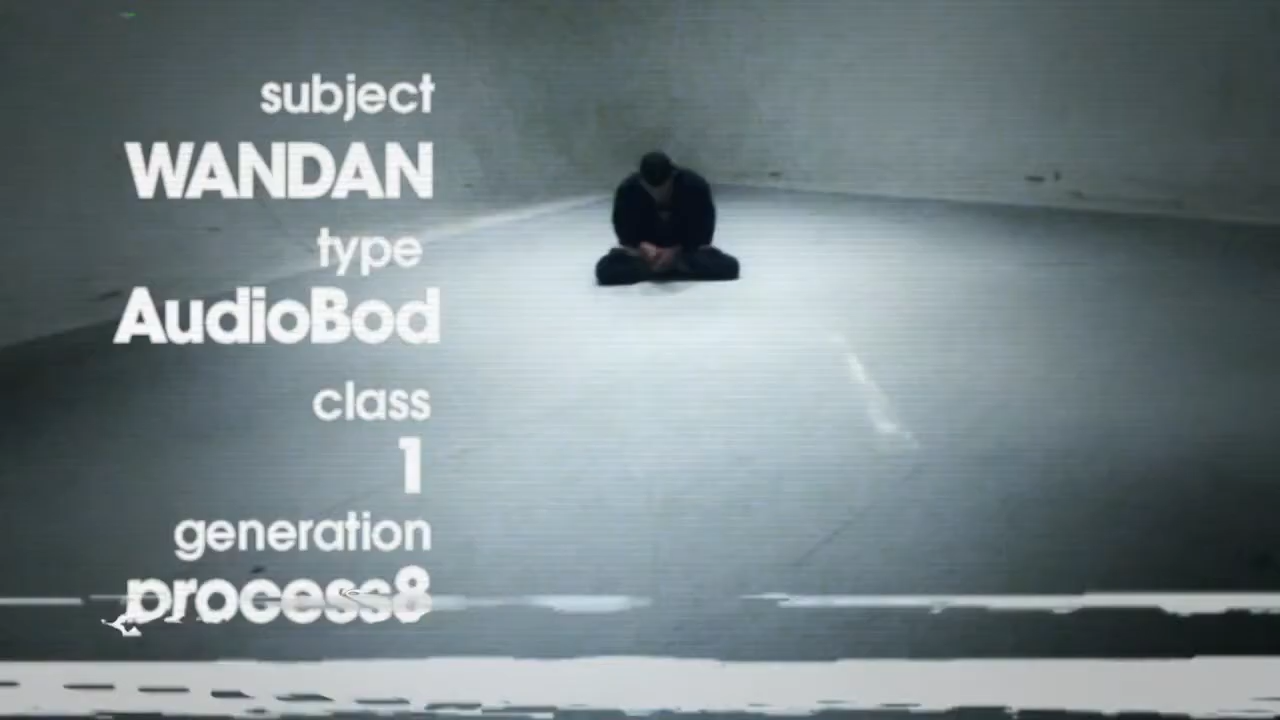 subject
WANDAN
type
AudioBod
class
1
generation
process8